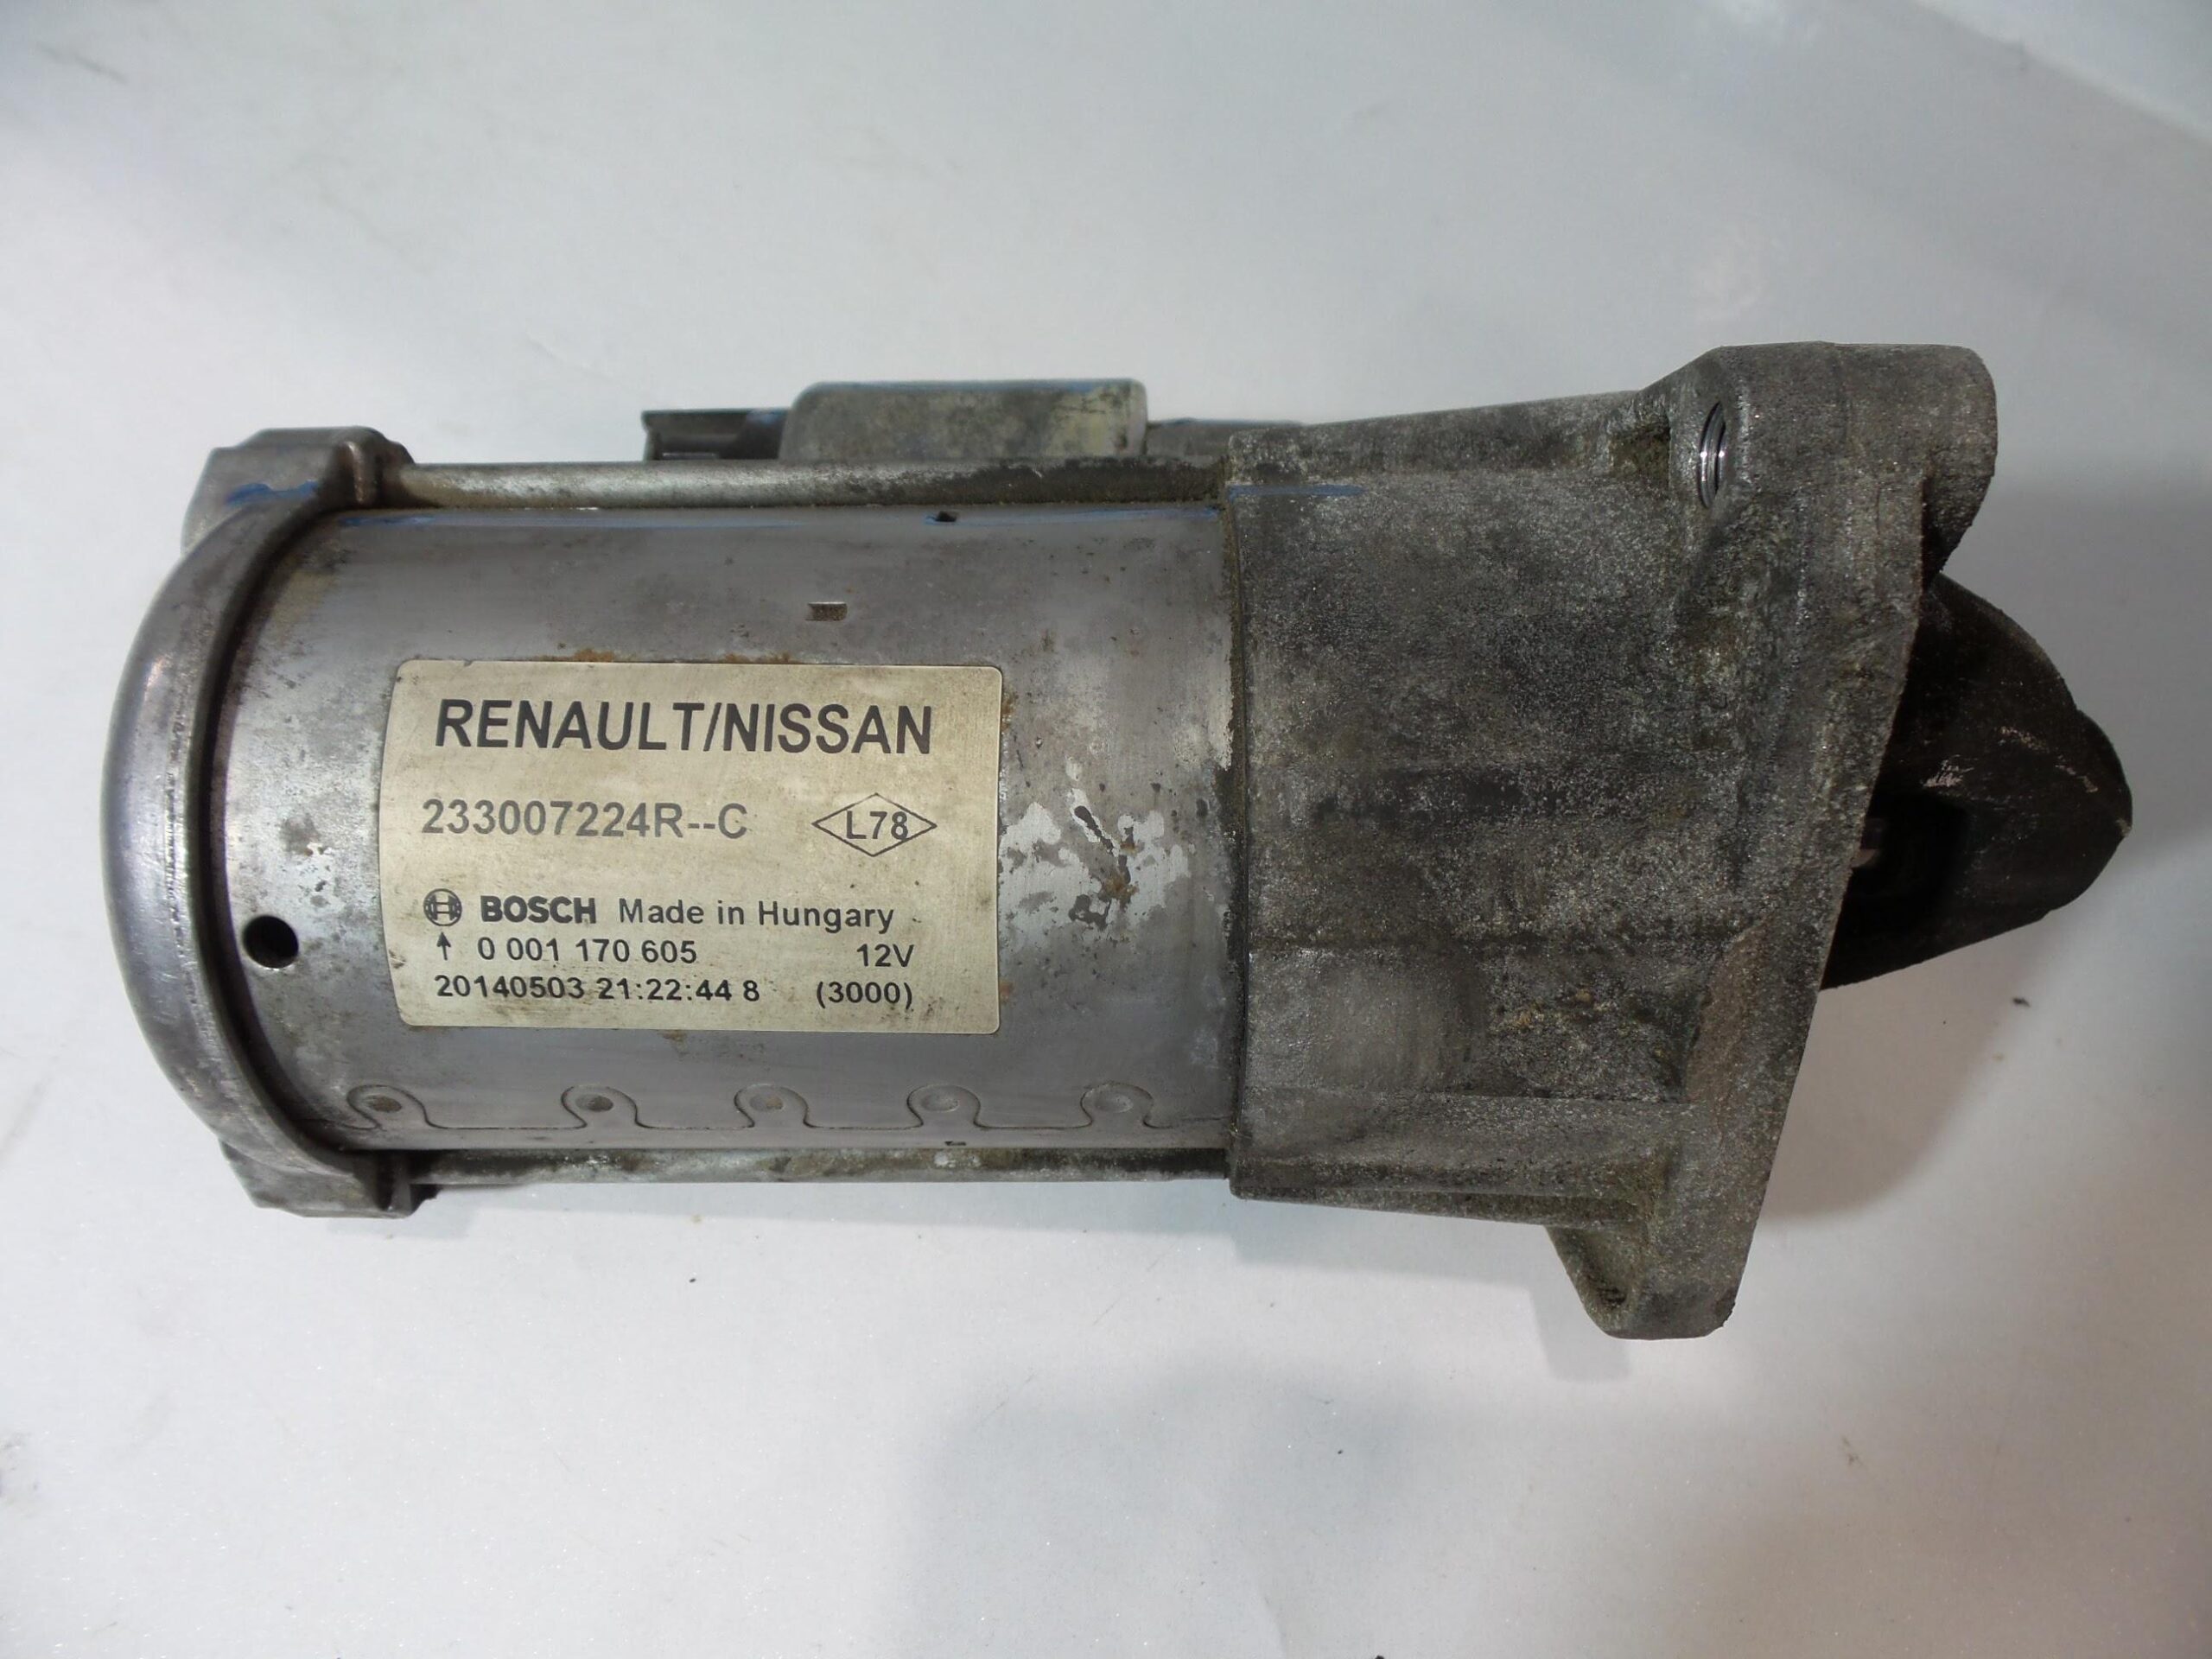 RENAULT/NISSAN
233007224R--C L78
BOSCH Made in Hungary
↑ 0 001 170 605 12V
20140503 21:22:44 8 (3000)